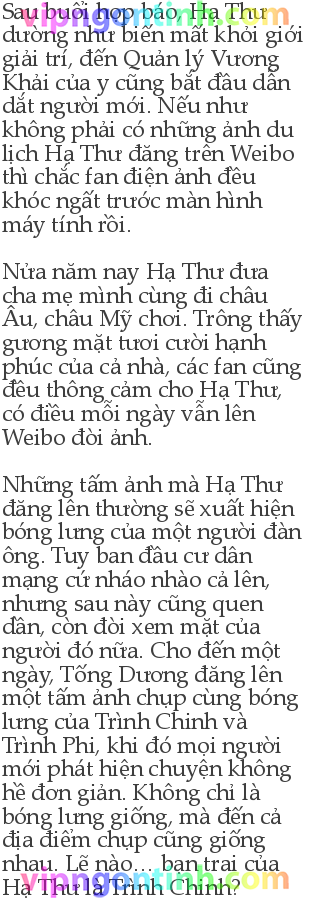 Sau buổi họp báo, Hạ Thư
dường như biến mất khỏi giới
giải trí, đến Quản lý Vương
Khải của y cũng bắt đầu dẫn
dắt người mới. Nếu như
không phải có những ảnh du
lịch Hạ Thư đăng trên Weibo
thì chắc fan điện ảnh đều
khóc ngất trước màn hình
máy tính rồi.
Nửa năm nay Hạ Thư đưa
cha mẹ mình cùng đi châu
Âu, châu Mỹ chơi. Trông thấy
gương mặt tươi cười hạnh
phúc của cả nhà, các fan cũng
đều thông cảm cho Hạ Thư,
có điều mỗi ngày vẫn lên
Weibo đòi ảnh.
Những tấm ảnh mà Hạ Thư
đăng lên thường sẽ xuất hiện
bóng lưng của một người đàn
ông. Tuy ban đầu cư dân
mạng cứ nháo nhào cả lên,
nhưng sau này cũng quen
dần, còn đòi xem mặt của
người đó nữa. Cho đến một
ngày, Tống Dương đăng lên
một tấm ảnh chụp cùng bóng
lưng của Trình Chinh và
Trình Phi, khi đó mọi người
mới phát hiện chuyện không
hề đơn giản. Không chỉ là
bóng lưng giống, mà đến cả
địa điểm chụp cũng giống
nhau. Lẽ nào.... bạn trai của
Hạ Thư là Trình Chinh?
vipngontinh.com
vipngontinh.com